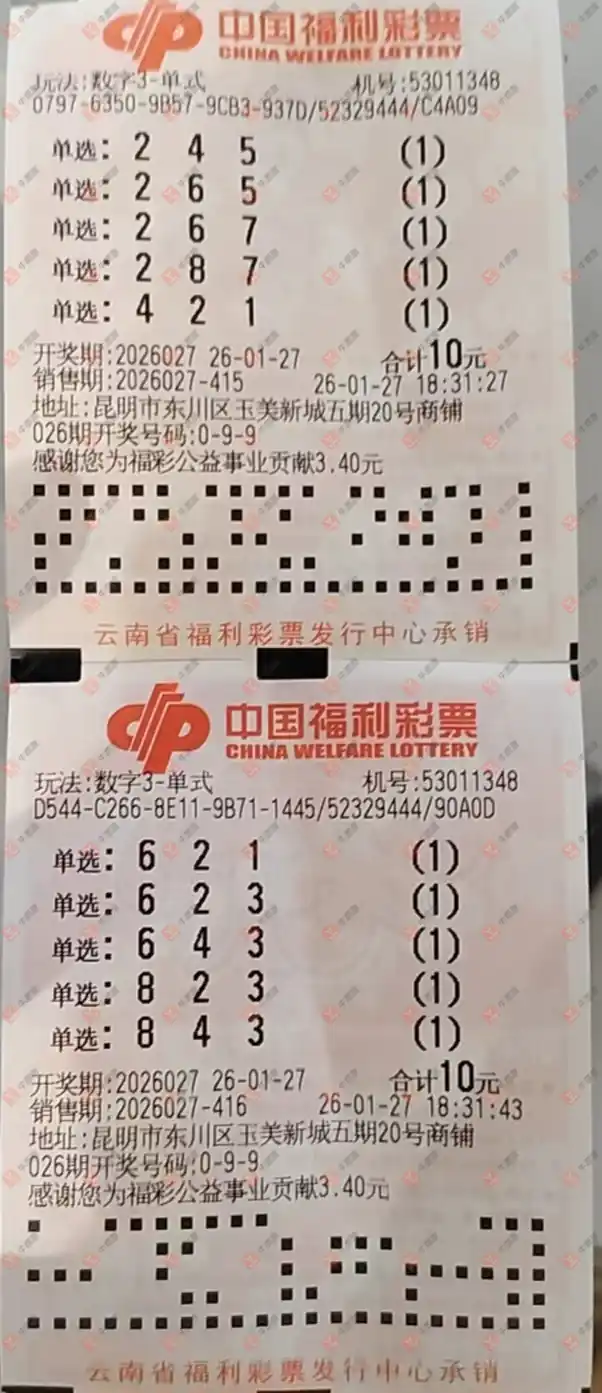 中国福利彩票
CHINA WELFARE LOTTERY
玩法:数字3-单式 机号:53011348
0797-6350-9B57-9CB3-937D/52329444/C4A09
单选: 2 4 5 (1)
单选: 2 6 5 (1)
单选: 2 6 7 (1)
单选: 2 8 7 (1)
单选: 4 2 1 (1)
开奖期:2026027 26-01-27 合计10元
销售期:2026027-415 26-01-27 18:31:27
地址:昆明市东川区玉美新城五期20号商铺
026期开奖号码:0-9-9
感谢您为福彩公益事业贡献3.40元
云南省福利彩票发行中心承销
中国福利彩票
CHINA WELFARE LOTTERY
玩法:数字3-单式 机号:53011348
D544-C266-8E11-9B71-1445/52329444/90A0D
单选: 6 2 1 (1)
单选: 6 2 3 (1)
单选: 6 4 3 (1)
单选: 8 2 3 (1)
单选: 8 4 3 (1)
开奖期:2026027 26-01-27 合计10元
销售期:2026027-416 26-01-27 18:31:43
地址:昆明市东川区玉美新城五期20号商铺
026期开奖号码:0-9-9
感谢您为福彩公益事业贡献3.40元
云南省福利彩票发行中心承销